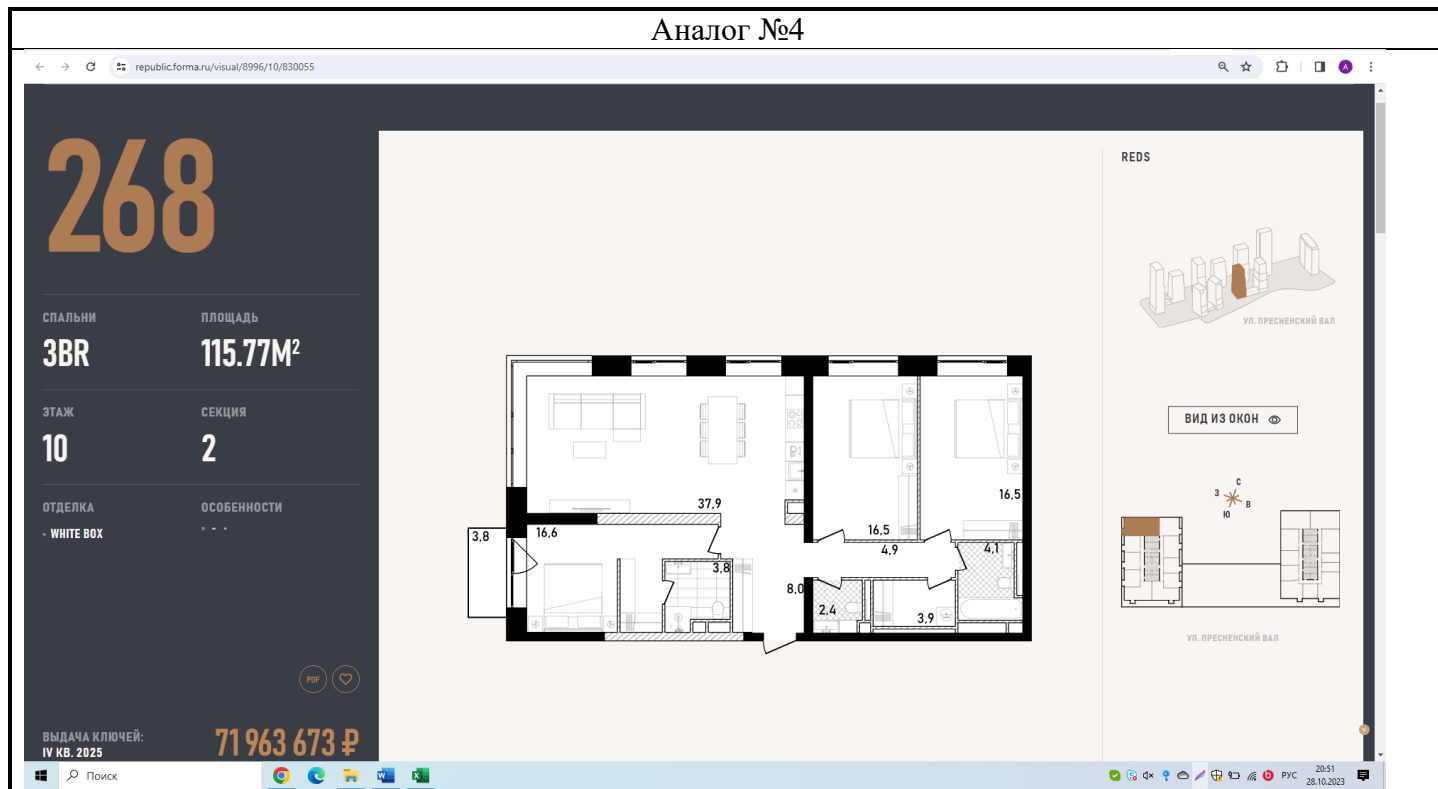 Аналог №4
republic.forma.ru/visual/8996/10/830055
A
268
REDS
СПАЛЬНИ ПЛОЩАДЬ
3BR 115.77М²
УЛ. ПРЕСНЕНСКИЙ ВАЛ
ЭТАЖ СЕКЦИЯ
10 2
ВИД ИЗ ОКОН
ОТДЕЛКА ОСОБЕННОСТИ
- WHITE BOX
С
З
В
Ю
37,9
16,5
16,5
3,8
16,6
3,8
4,9
4,1
8,0
2,4
3,9
УЛ. ПРЕСНЕНСКИЙ ВАЛ
PDF
ВЫДАЧА КЛЮЧЕЙ:
IV КВ. 2025
71 963 673 ₽
Поиск
РУС
20:51
28.10.2023